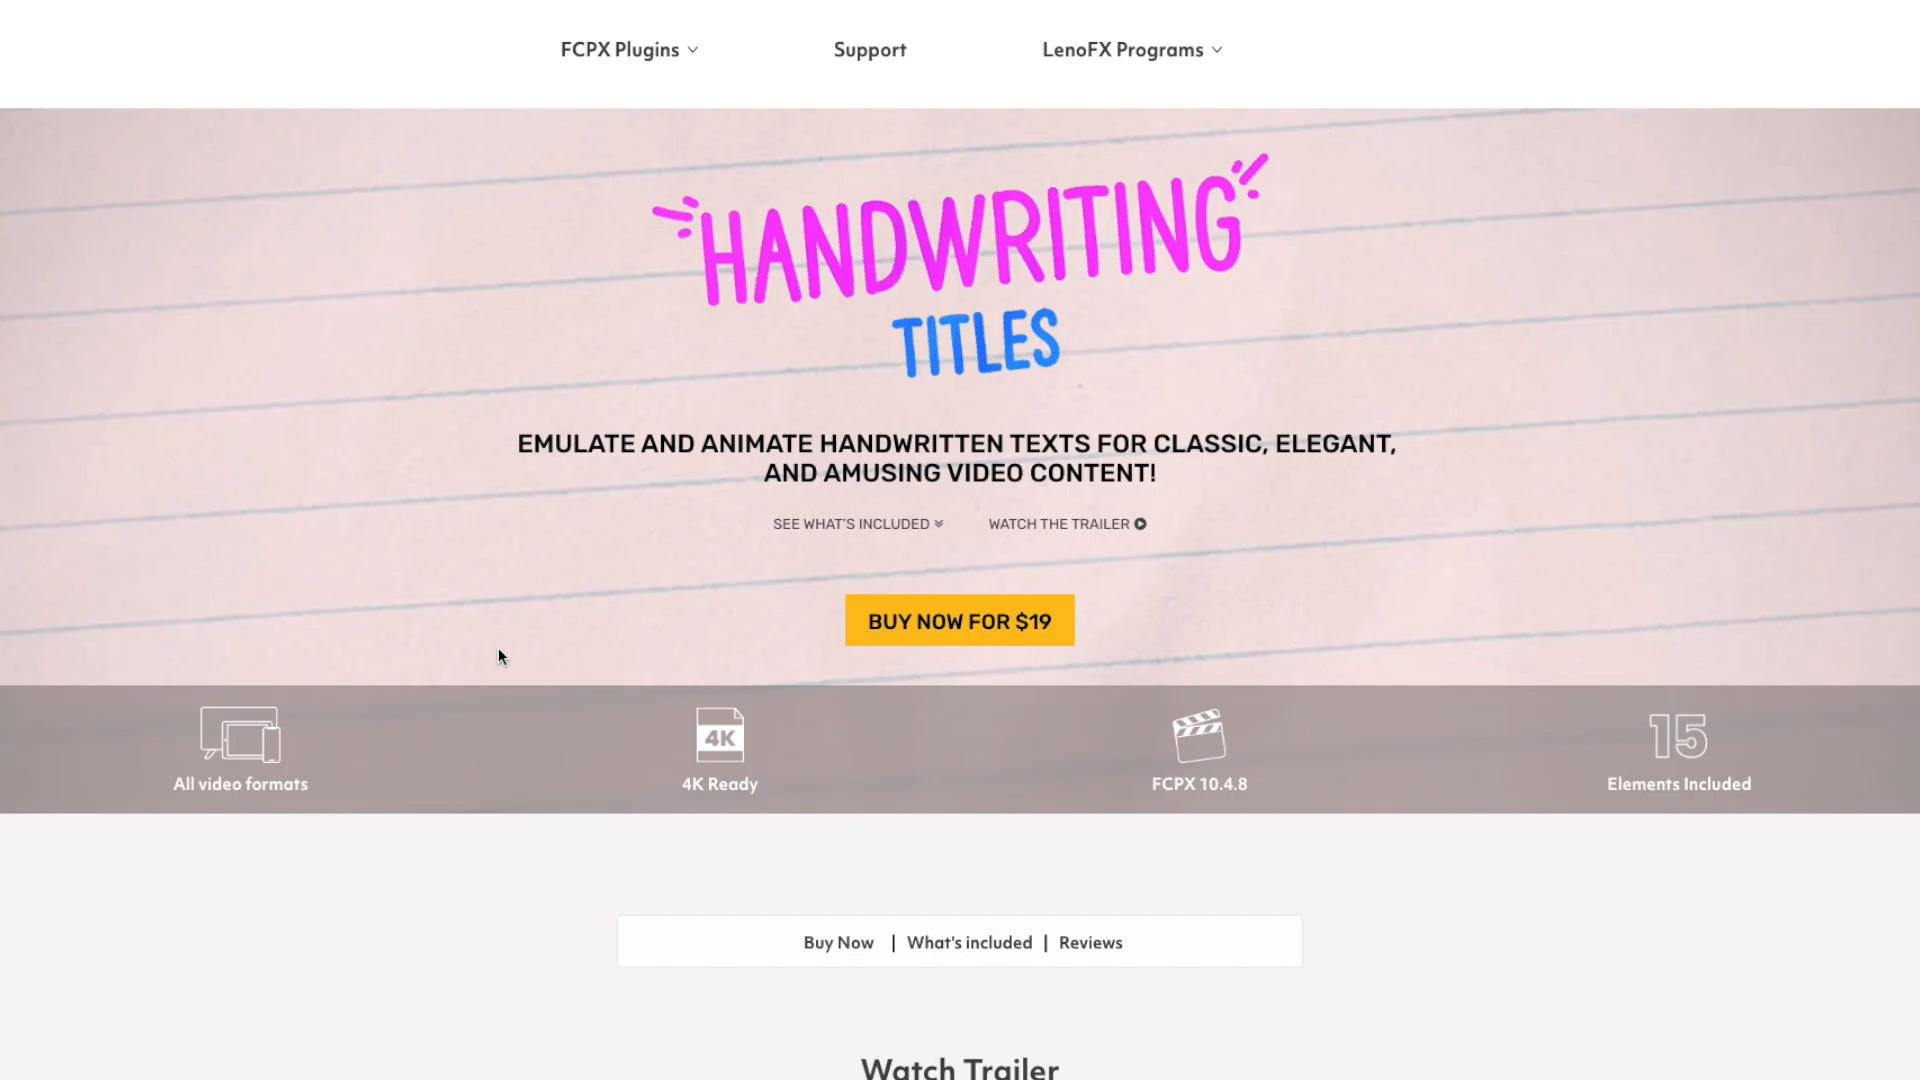 FCPX Plugins
Support
LenoFX Programs
HANDWRITING
TITLES
EMULATE AND ANIMATE HANDWRITTEN TEXTS FOR CLASSIC, ELEGANT,
AND AMUSING VIDEO CONTENT!
SEE WHAT'S INCLUDED
WATCH THE TRAILER
BUY NOW FOR $19
4K
15
All video formats
4K Ready
FCPX 10.4.8
Elements Included
Buy Now | What's included | Reviews
Watch Trailer